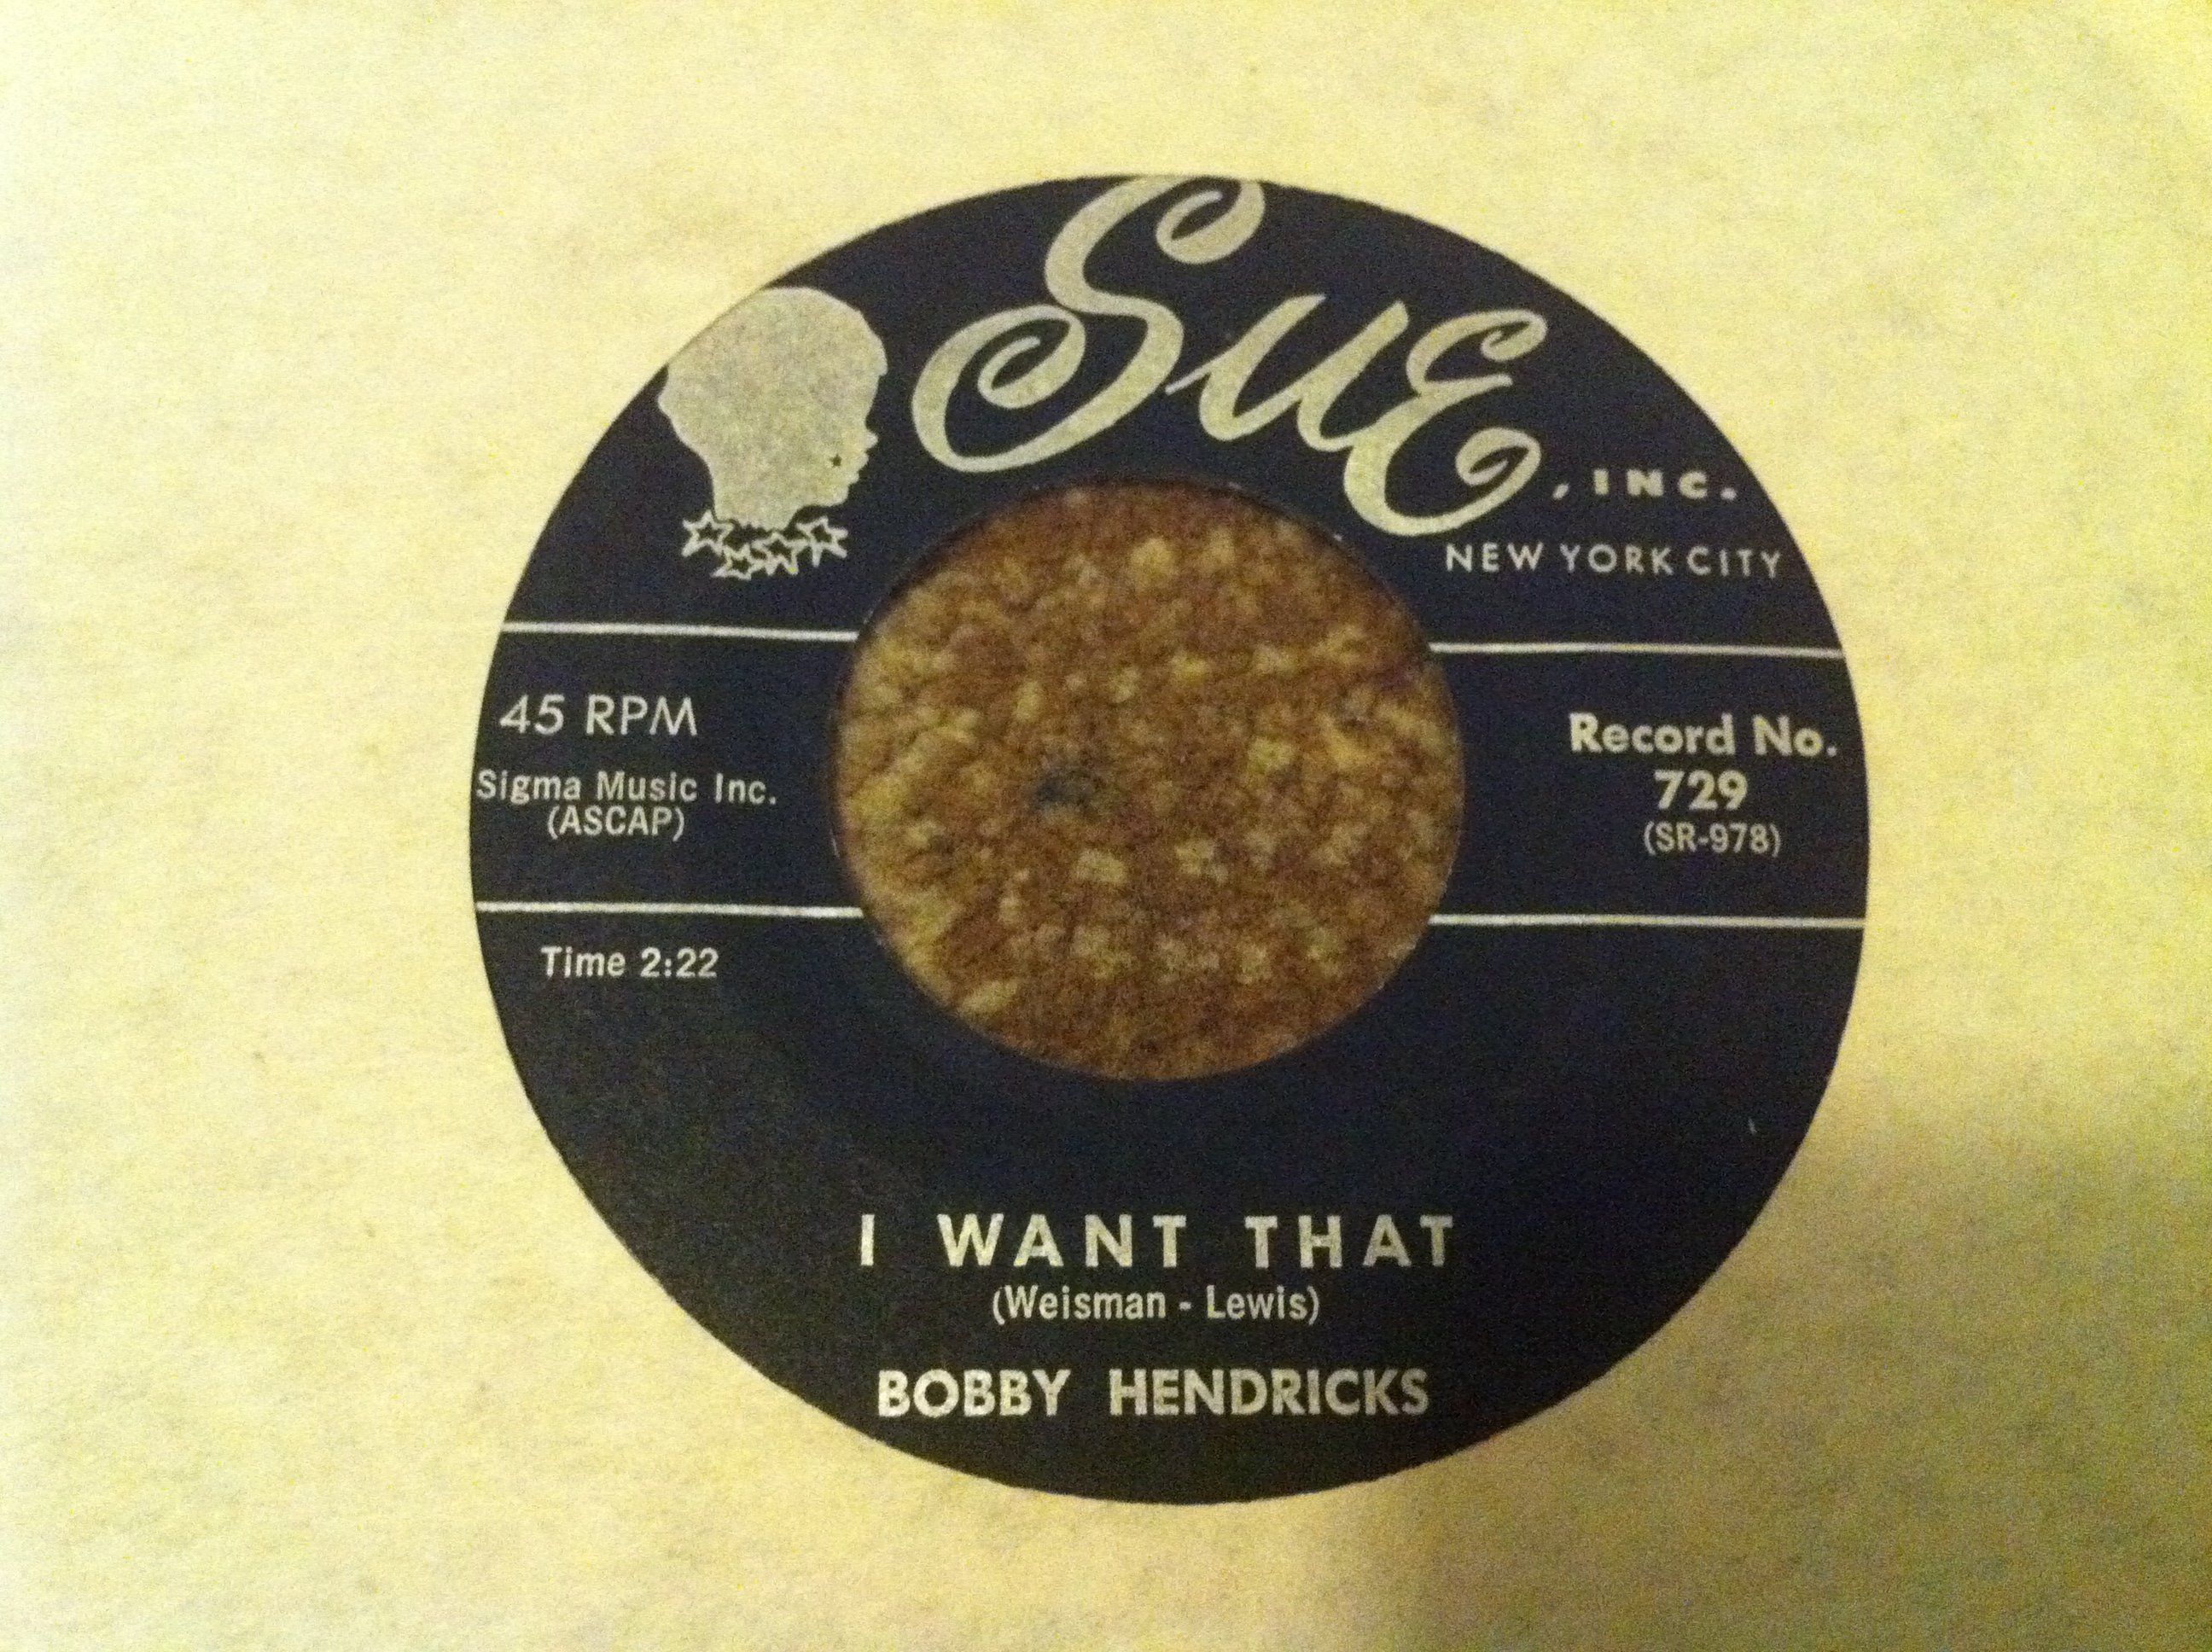 Sue, INC.
NEW YORK CITY
45 RPM
Sigma Music Inc.
(ASCAP)
Record No.
729
(SR-978)
Time 2:22
I WANT THAT
(Weisman - Lewis)
BOBBY HENDRICKS